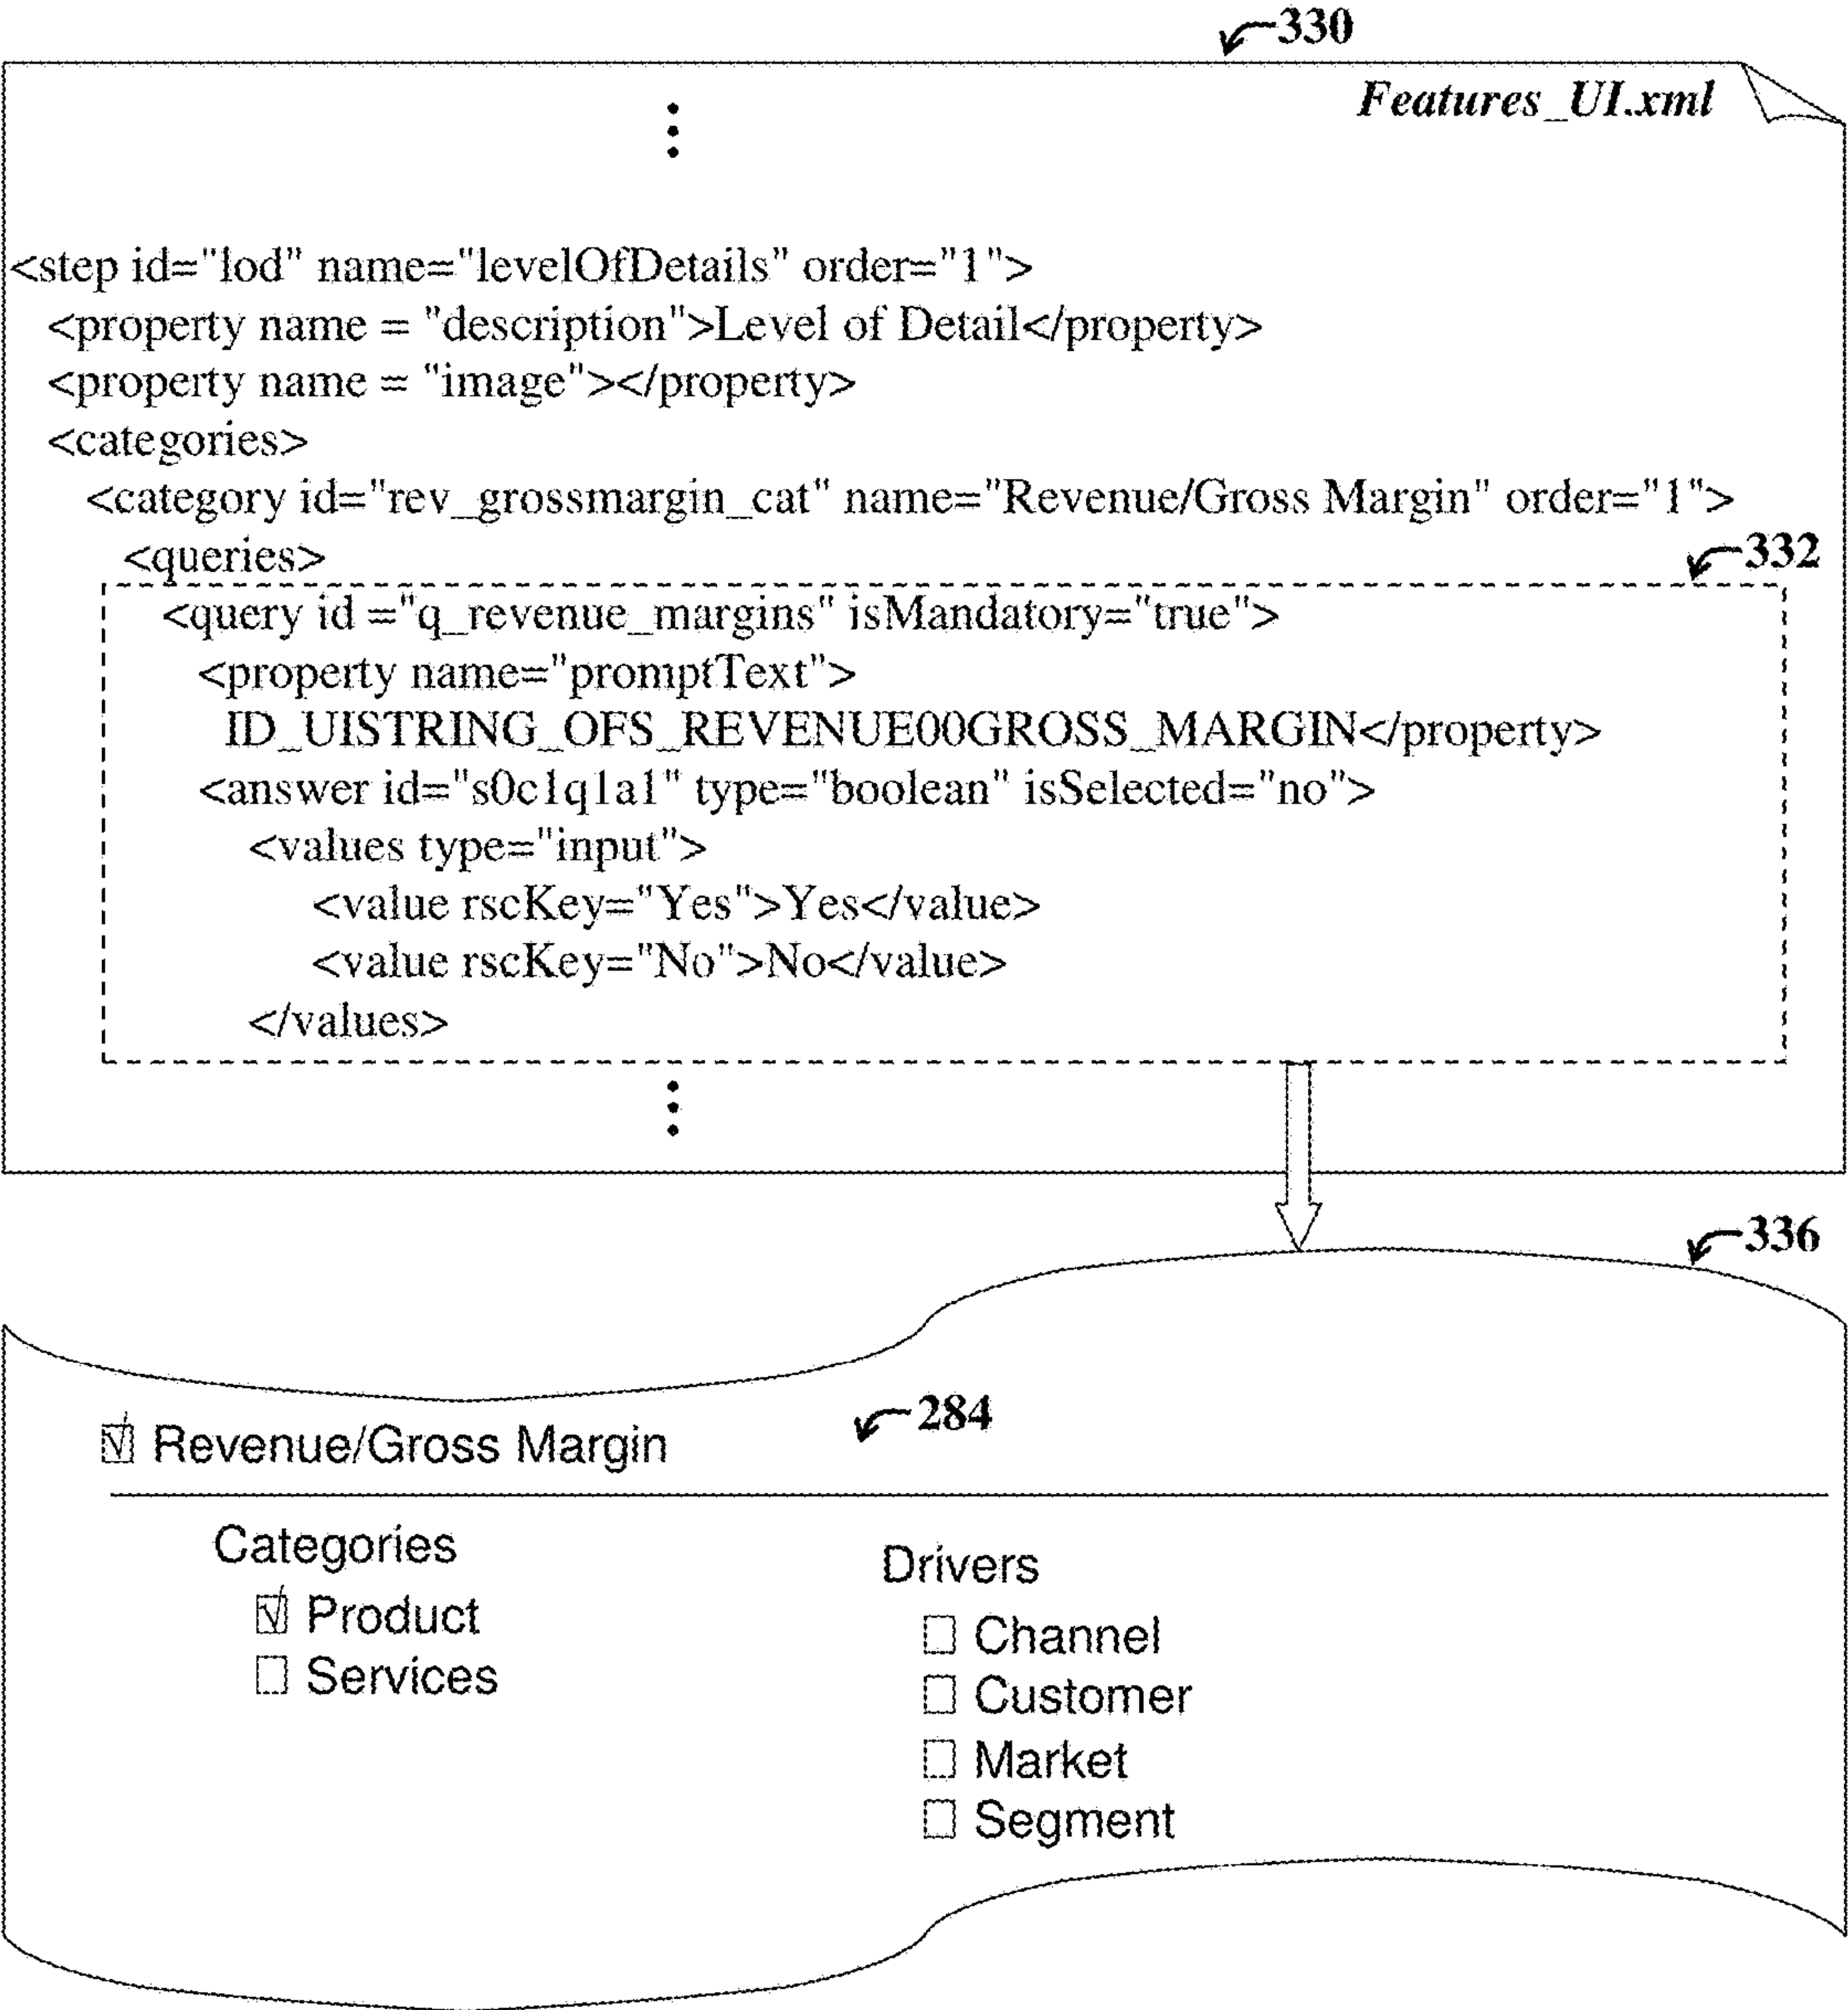 330
Features_UI.xml
<step id="lod" name="levelOfDetails" order="1">
<property name = "description">Level of Detail</property>
<property name = "image"></property>
<categories>
<category id="rev_grossmargin_cat" name="Revenue/Gross Margin" order="1">
<queries>
332
<query id ="q_revenue_margins" isMandatory="true">
<property name="promptText">
ID_UISTRING_OFS_REVENUE00GROSS_MARGIN</property>
<answer id="s0c1q1a1" type="boolean" isSelected="no">
<values type="input">
<value rscKey="Yes">Yes</value>
<value rscKey="No">No</value>
</values>
336
284
Revenue/Gross Margin
Categories
Product
Services
Drivers
Channel
Customer
Market
Segment